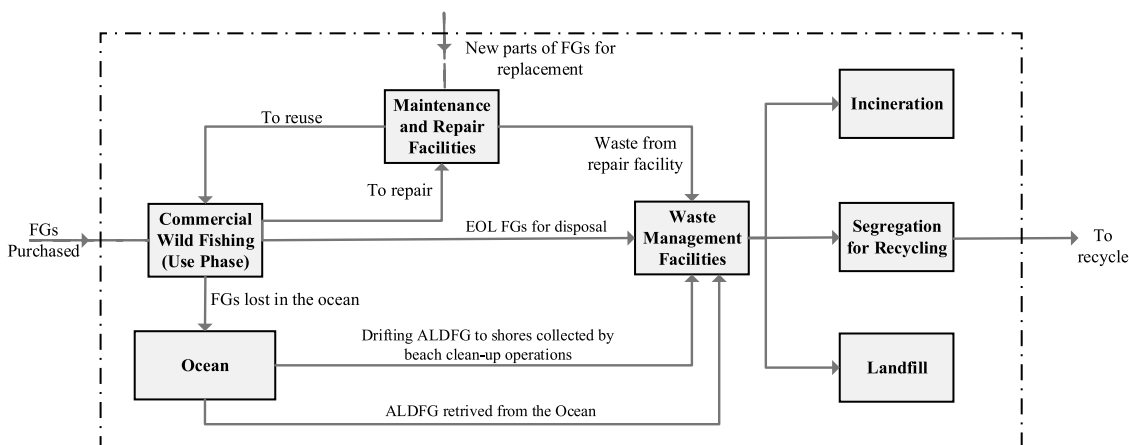 New parts of FGs for
replacement
Maintenance
and Repair
Facilities
Incineration
To reuse
Waste from
repair facility
To repair
FGs
Purchased
Commercial
Wild Fishing
(Use Phase)
EOL FGs for disposal
Waste
Management
Facilities
Segregation
for Recycling
To
recycle
FGs lost in the ocean
Ocean
Drifting ALDFG to shores collected by
beach clean-up operations
Landfill
ALDFG retrived from the Ocean